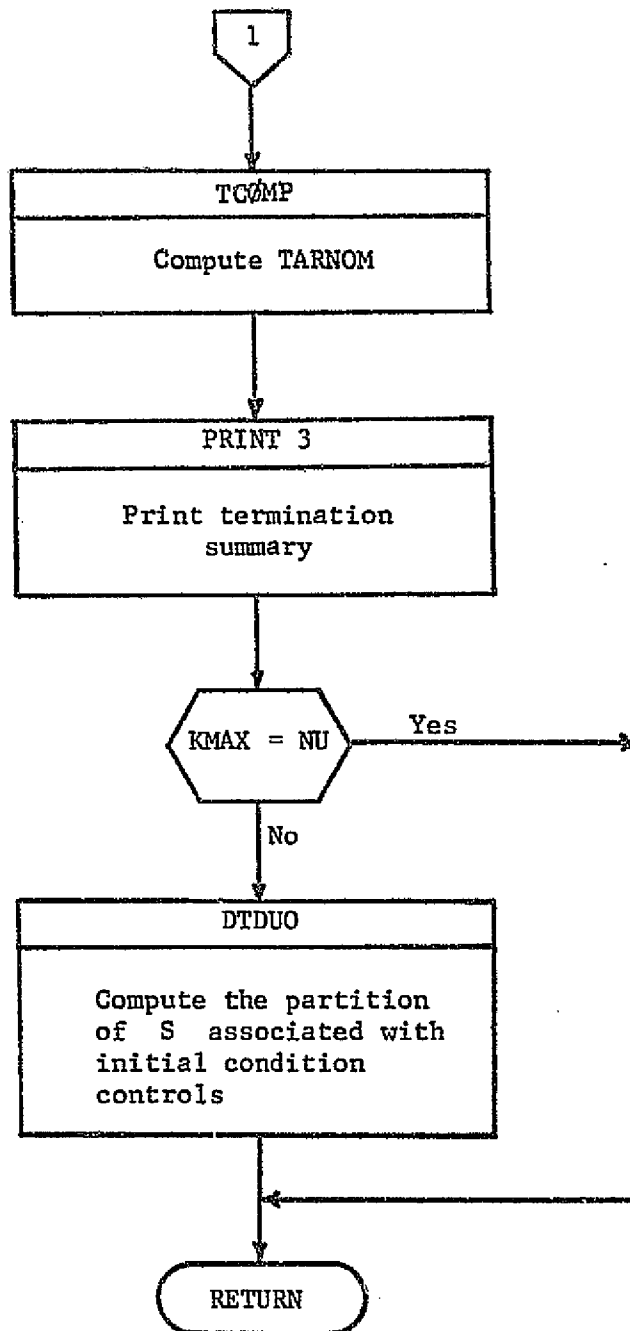 1
TCØMP
Compute TARNOM
PRINT 3
Print termination
summary
KMAX = NU
Yes
No
DTDUO
Compute the partition
of S associated with
initial condition
controls
RETURN